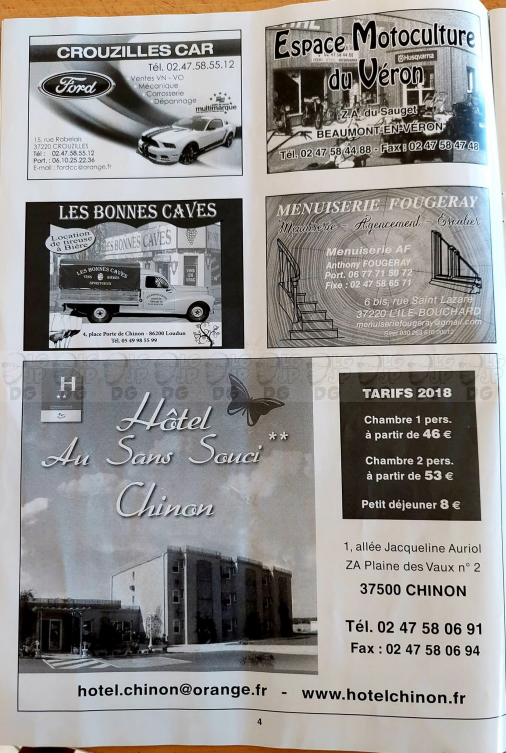 CROUZILLES CAR
Tél. 02.47.58.55.12
Ford
Ventes VN - VO
Mécanique
Carrosserie
Dépannage
multimarque
15, rue Rabelais
37220 CROUZILLES
Tél : 02.47.58.55.12
Port. : 06.10.25.22.36
E-mail : fordcc@orange.fr
Espace Motoculture
du Véron
Husqvarna
Z.A. du Sauget
BEAUMONT-EN-VÉRON
Tél. 02 47 58 44 88 - Fax : 02 47 58 47 48
LES BONNES CAVES
Location
de tireuse
à Bière
LES BONNES CAVES
LES BONNES CAVES
VINS BIÈRES
SPIRITUEUX
4, place Porte de Chinon - 86200 Loudun
Tél. 05 49 98 55 99
MENUISERIE FOUGERAY
Menuiserie - Agencement - Escalier
Menuiserie AF
Anthony FOUGERAY
Port. 06 77 71 50 72
Fixe : 02 47 58 65 71
6 bis, rue Saint Lazare
37220 L'ILE-BOUCHARD
menuiseriefougeray@gmail.com
H
Hôtel
Au Sans Souci **
Chinon
TARIFS 2018
Chambre 1 pers.
à partir de 46 €
Chambre 2 pers.
à partir de 53 €
Petit déjeuner 8 €
1, allée Jacqueline Auriol
ZA Plaine des Vaux n° 2
37500 CHINON
Tél. 02 47 58 06 91
Fax : 02 47 58 06 94
hotel.chinon@orange.fr - www.hotelchinon.fr
4